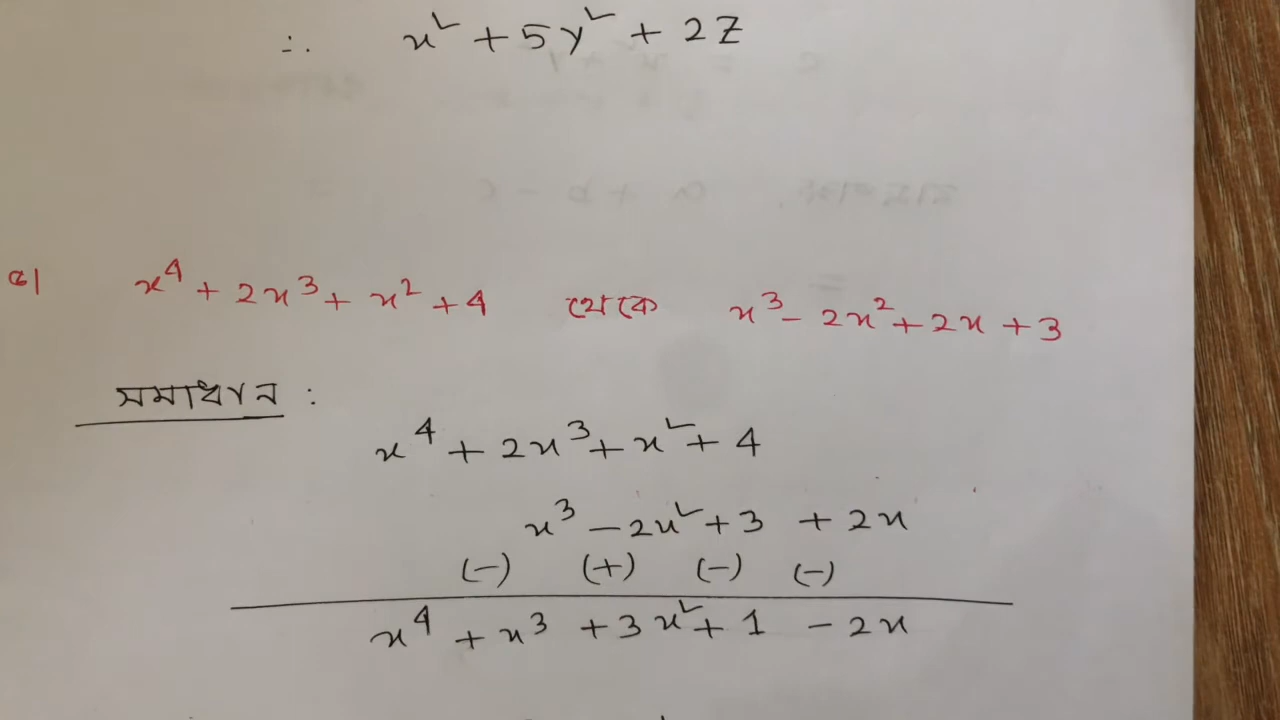 ∴ x² + 5y² + 2z
৫| x⁴ + 2x³ + x² + 4 থেকে x³ - 2x² + 2x + 3
সমাধান :
x⁴ + 2x³ + x² + 4
x³ - 2x² + 3 + 2x
(-) (+) (-) (-)
x⁴ + x³ + 3x² + 1 - 2x